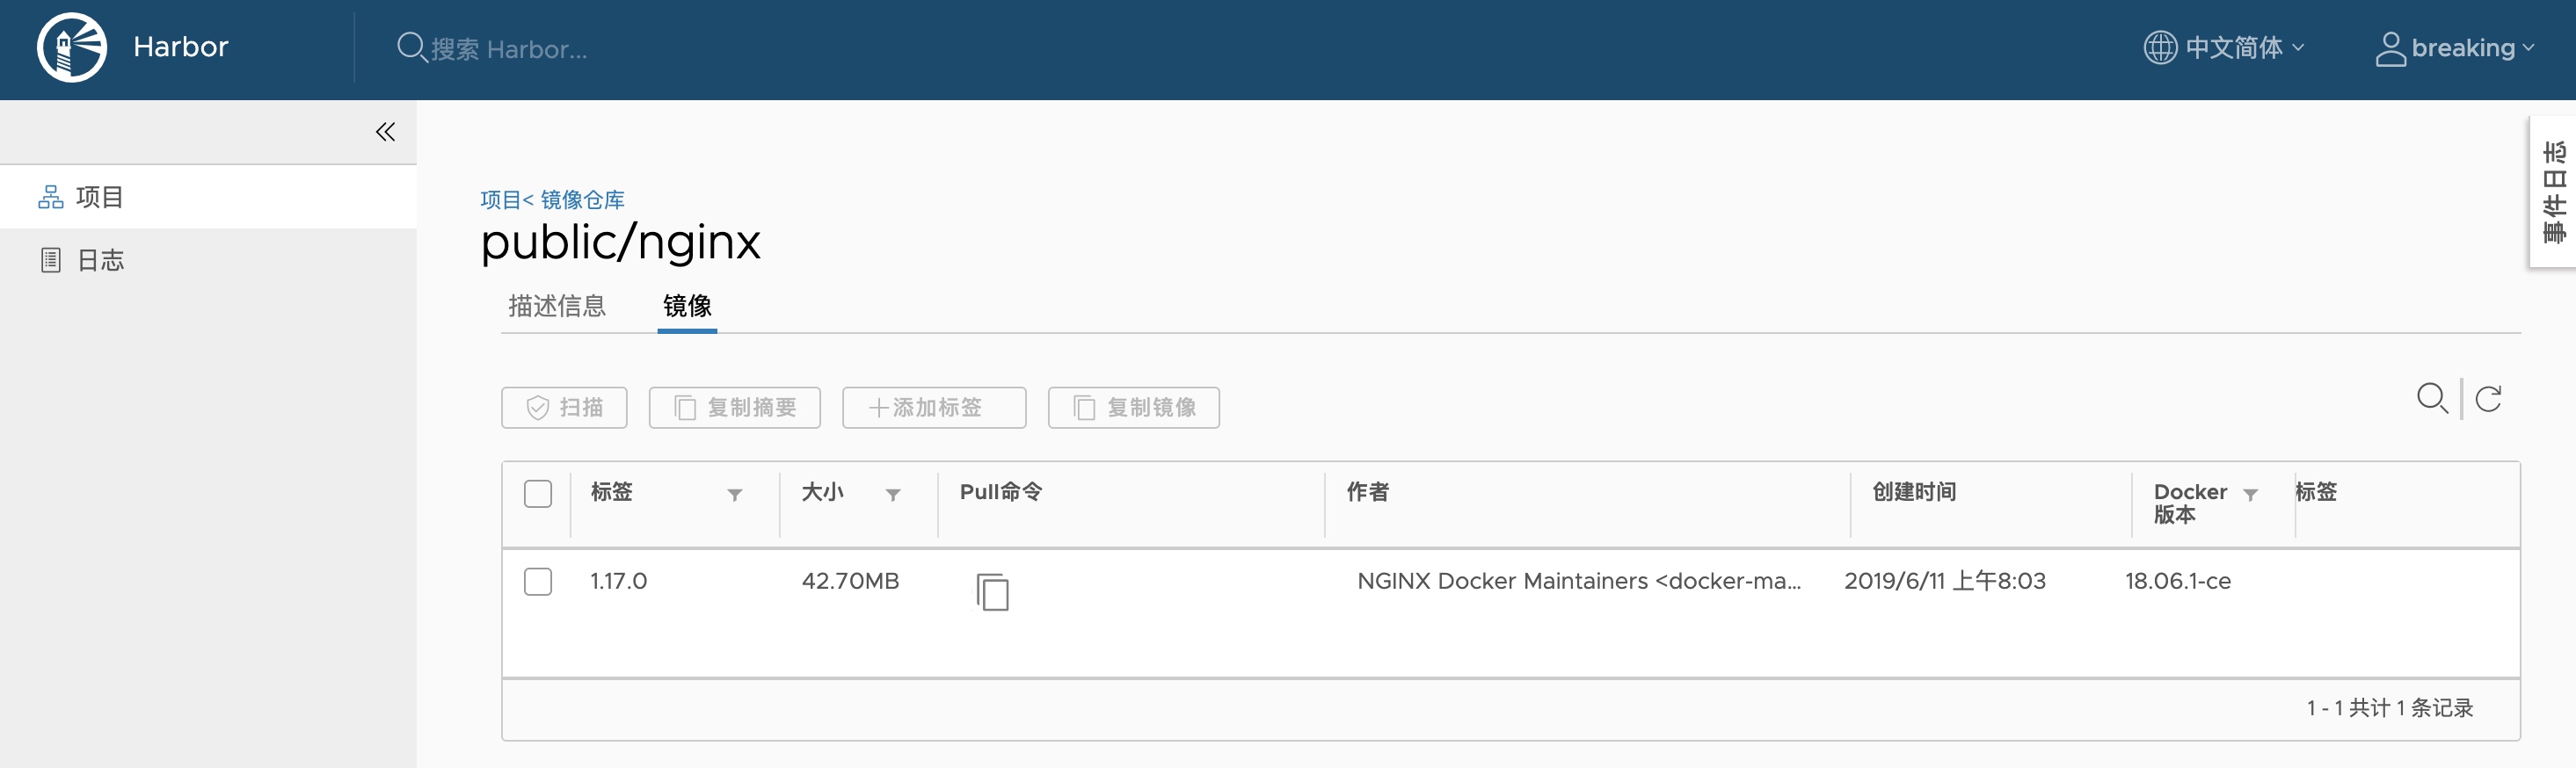 Harbor
搜索 Harbor...
中文简体
breaking
项目
日志
事件日志
项目< 镜像仓库
public/nginx
描述信息 镜像
扫描 复制摘要 +添加标签 复制镜像
标签 大小 Pull命令 作者 创建时间 Docker 版本 标签
1.17.0 42.70MB NGINX Docker Maintainers <docker-ma... 2019/6/11 上午8:03 18.06.1-ce
1 - 1 共计 1 条记录